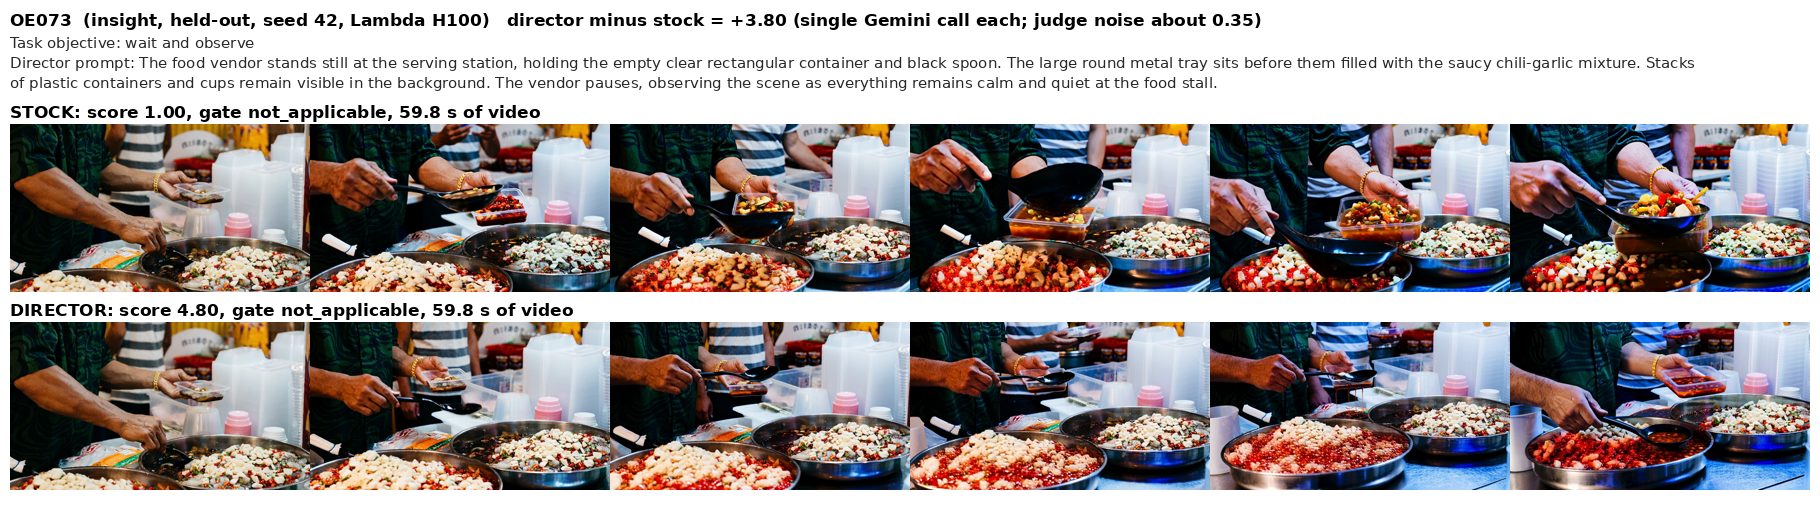 OE073 (insight, held-out, seed 42, Lambda H100) director minus stock = +3.80 (single Gemini call each; judge noise about 0.35)
Task objective: wait and observe
Director prompt: The food vendor stands still at the serving station, holding the empty clear rectangular container and black spoon. The large round metal tray sits before them filled with the saucy chili-garlic mixture. Stacks
of plastic containers and cups remain visible in the background. The vendor pauses, observing the scene as everything remains calm and quiet at the food stall.
STOCK: score 1.00, gate not_applicable, 59.8 s of video
DIRECTOR: score 4.80, gate not_applicable, 59.8 s of video